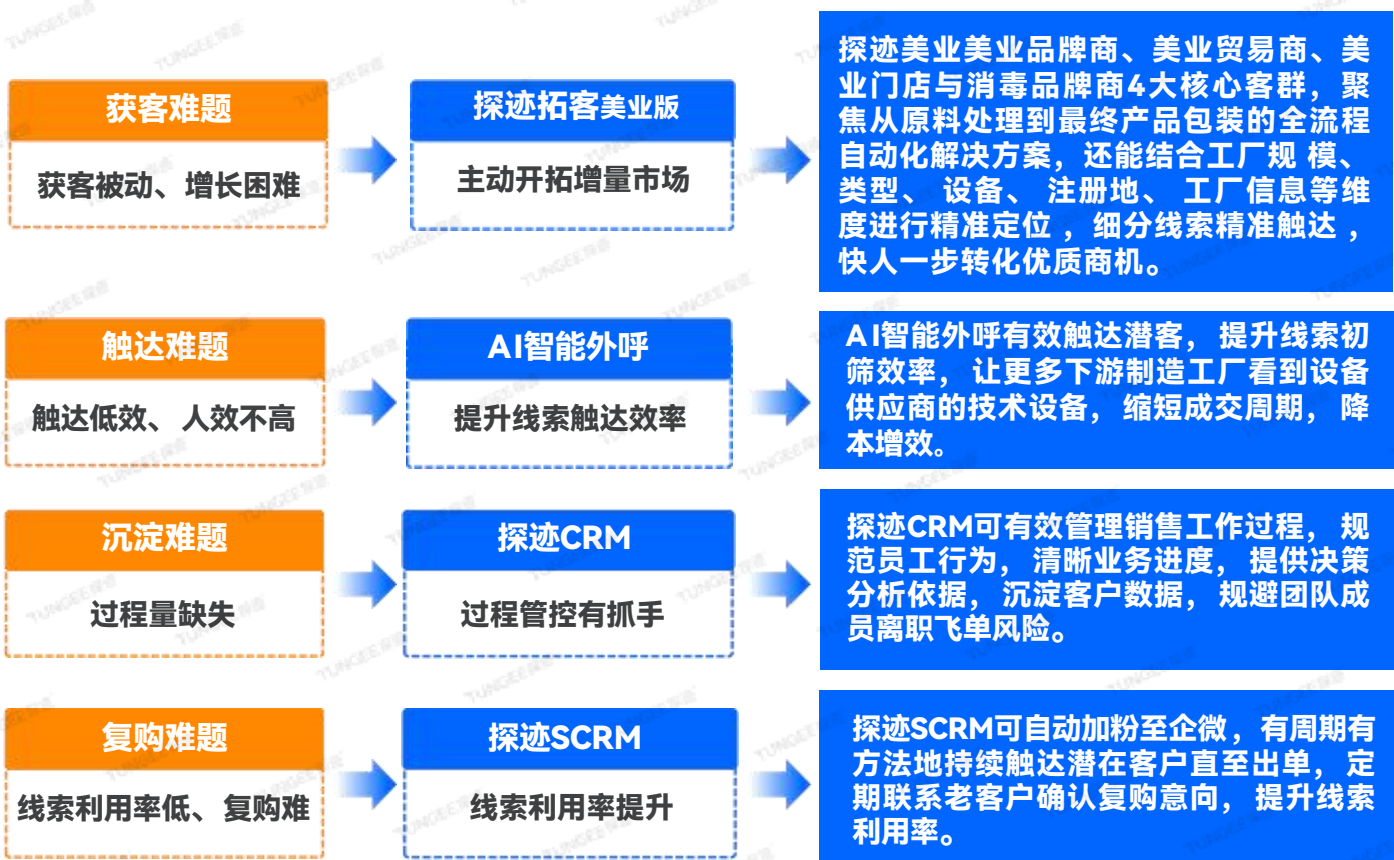 获客难题
获客被动、增长困难
探迹拓客美业版
主动开拓增量市场
探迹美业美业品牌商、美业贸易商、美
业门店与消毒品牌商4大核心客群，聚
焦从原料处理到最终产品包装的全流程
自动化解决方案，还能结合工厂规 模、
类型、 设备、 注册地、 工厂信息等维
度进行精准定位 ，细分线索精准触达 ，
快人一步转化优质商机。
触达难题
触达低效、 人效不高
AI智能外呼
提升线索触达效率
AI智能外呼有效触达潜客， 提升线索初
筛效率， 让更多下游制造工厂看到设备
供应商的技术设备， 缩短成交周期， 降
本增效。
沉淀难题
过程量缺失
探迹CRM
过程管控有抓手
探迹CRM可有效管理销售工作过程， 规
范员工行为， 清晰业务进度， 提供决策
分析依据， 沉淀客户数据， 规避团队成
员离职飞单风险。
复购难题
线索利用率低、 复购难
探迹SCRM
线索利用率提升
探迹SCRM可自动加粉至企微， 有周期有
方法地持续触达潜在客户直至出单， 定
期联系老客户确认复购意向， 提升线索
利用率。
TUNGEE探迹